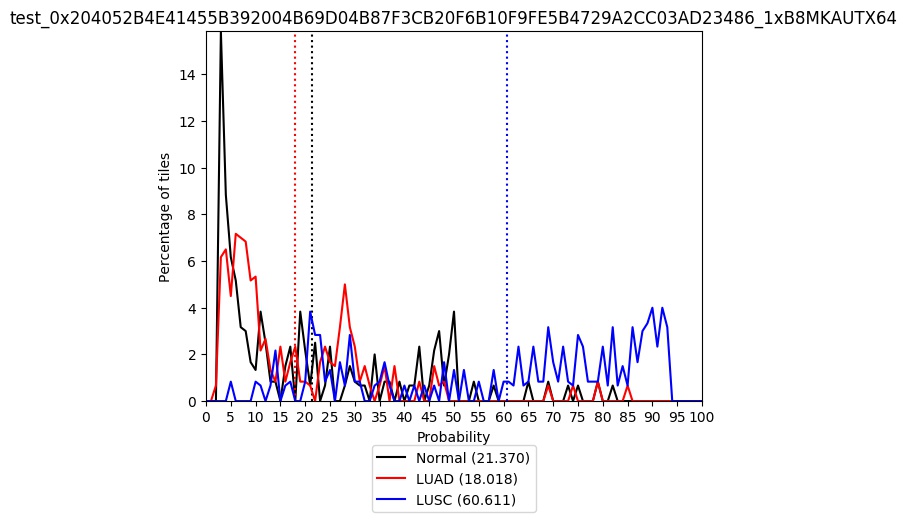 test_0x204052B4E41455B392004B69D04B87F3CB20F6B10F9FE5B4729A2CC03AD23486_1xB8MKAUTX64
14
12
10
8
6
4
2
0
Percentage of tiles
0 5 10 15 20 25 30 35 40 45 50 55 60 65 70 75 80 85 90 95 100
Probability
Normal (21.370)
LUAD (18.018)
LUSC (60.611)